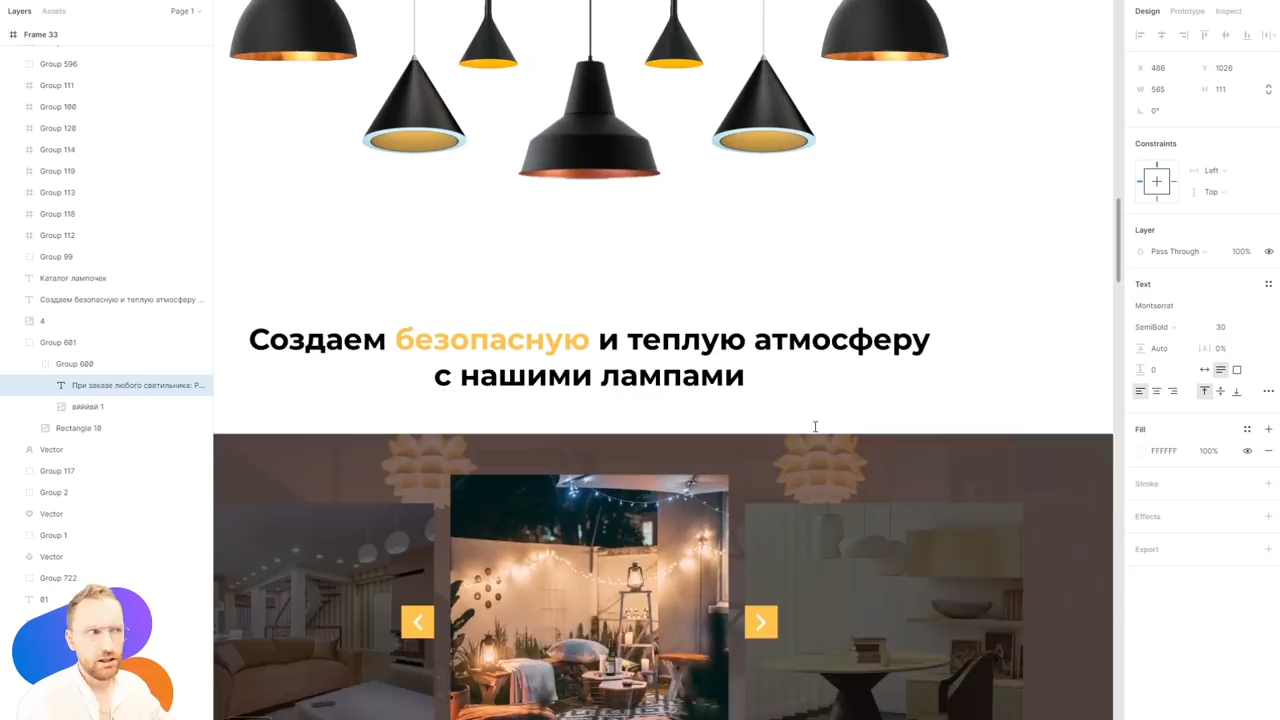 Layers Assets Page 1
Frame 33
Group 596
Group 111
Group 100
Group 120
Group 114
Group 119
Group 113
Group 118
Group 112
Group 99
Каталог лампочек
Создаем безопасную и теплую атмосферу ...
4
Group 601
Group 600
При заказе любого светильника: Р...
вйййвй 1
Rectangle 10
Vector
Group 117
Group 2
Vector
Group 1
Vector
Group 722
01
Создаем безопасную и теплую атмосферу
с нашими лампами
Design Prototype Inspect
X 486 Y 1026
W 565 H 111
0°
Constraints
Left
Top
Layer
Pass Through 100%
Text
Montserrat
SemiBold 30
Auto |A| 0%
0
Fill
FFFFFF 100%
Stroke
Effects
Export